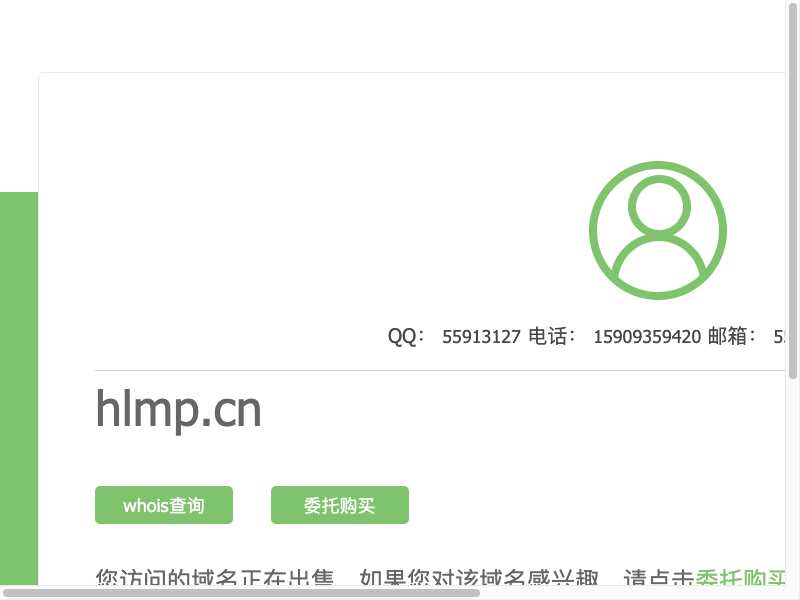 QQ： 55913127 电话： 15909359420 邮箱：
hlmp.cn
whois查询
委托购买
您访问的域名正在出售，如果您对该域名感兴趣，请点击委托购买